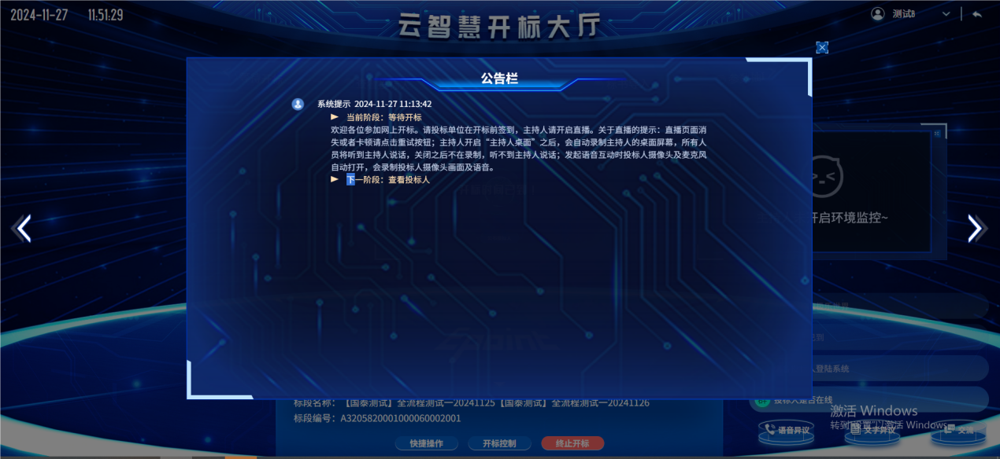 2024-11-27 11:51:29
云智慧开标大厅
测试B
公告栏
系统提示 2024-11-27 11:13:42
当前阶段：等待开标
欢迎各位参加网上开标。请投标单位在开标前签到，主持人请开启直播。关于直播的提示：直播页面消
失或者卡顿请点击重试按钮；主持人开启“主持人桌面”之后，会自动录制主持人的桌面屏幕，所有人
员将听到主持人说话，关闭之后不在录制，听不到主持人说话；发起语音互动时投标人摄像头及麦克风
自动打开，会录制投标人摄像头画面及语音。
下一阶段：查看投标人
开启环境监控~
登陆系统
投标人是否在线
标段名称：【国泰测试】全流程测试一20241125【国泰测试】全流程测试一20241126
标段编号：A3205820001000060002001
激活 Windows
转到“设置”以激活 Windows。
语音异议
文字异议
交流
快捷操作
开标控制
终止开标